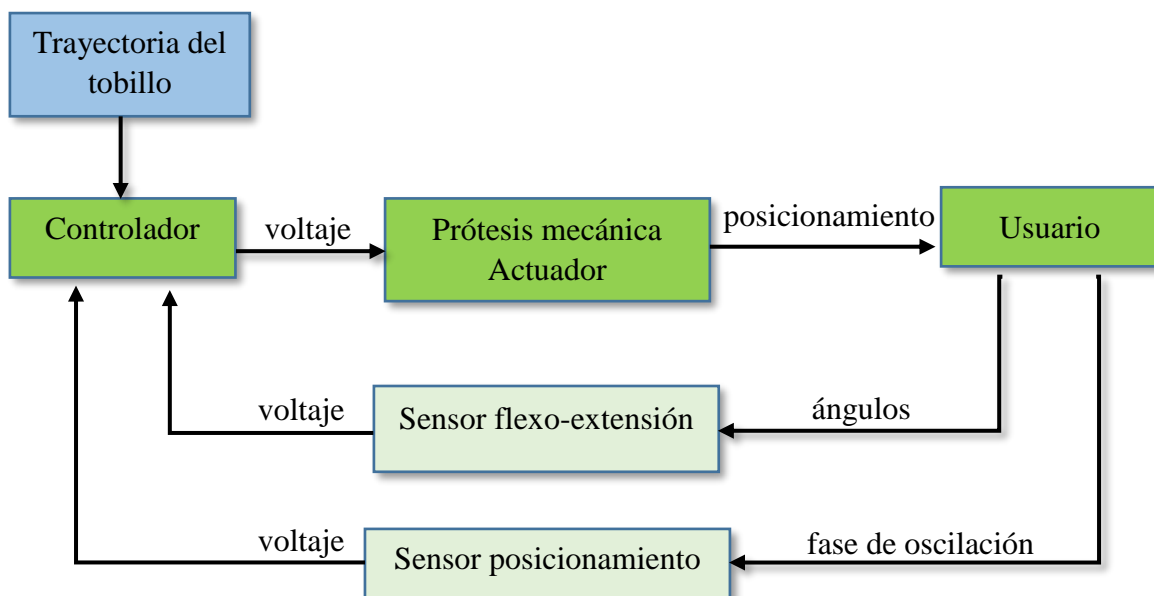 Trayectoria del
tobillo
Controlador
voltaje
Prótesis mecánica
Actuador
posicionamiento
Usuario
voltaje
Sensor flexo-extensión
ángulos
voltaje
Sensor posicionamiento
fase de oscilación